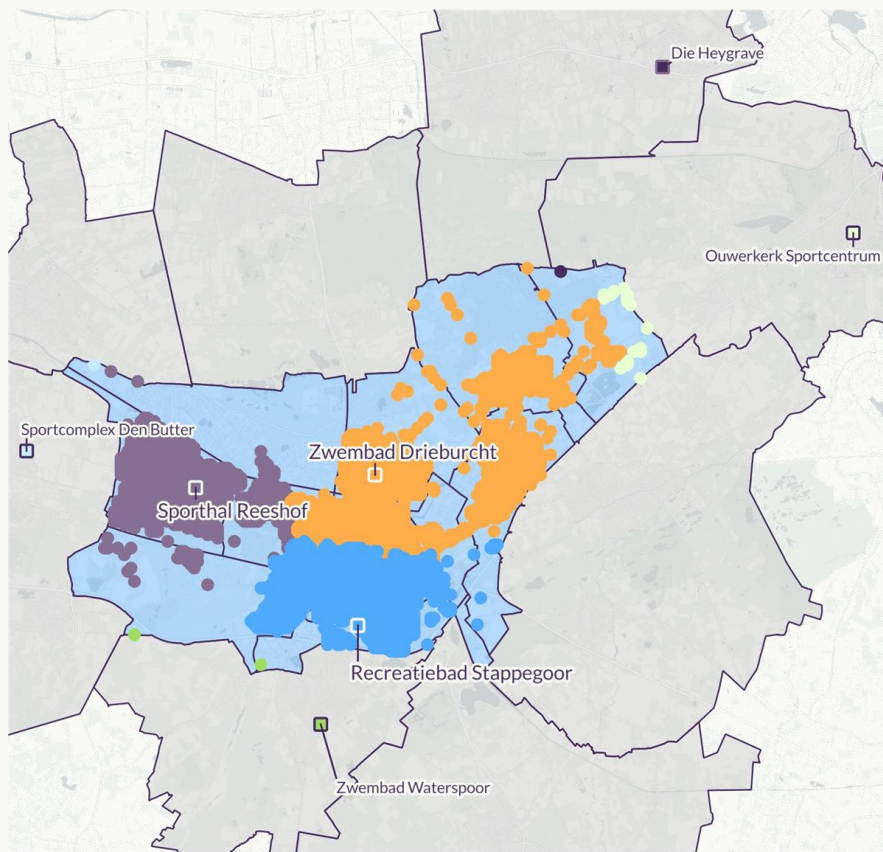 Die Heygrave
Ouwerkerk Sportcentrum
Sportcomplex Den Butter
Zwembad Drieburcht
Sporthal Reeshof
Recreatiebad Stappegoor
Zwembad Waterspoor